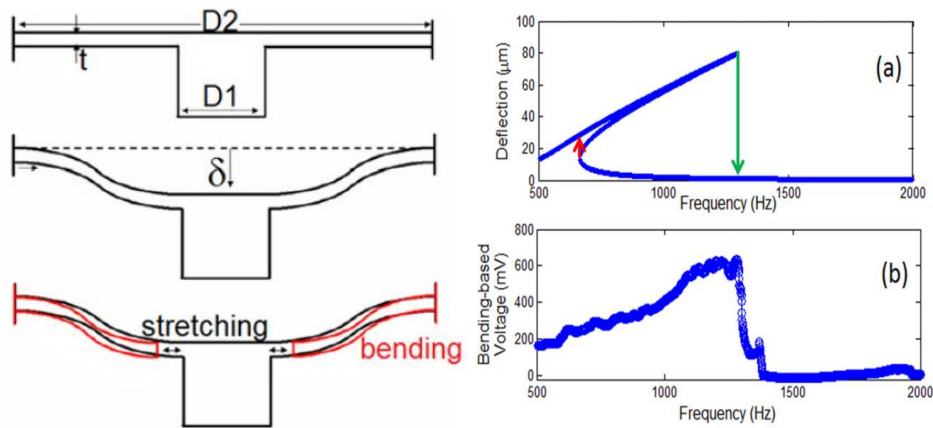 D2
t
D1
δ
stretching
bending
(a)
Deflection (μm)
100
80
60
40
20
0
500
1000
1500
2000
Frequency (Hz)
(b)
Bending-based
Voltage (mV)
800
600
400
200
0
500
1000
1500
2000
Frequency (Hz)